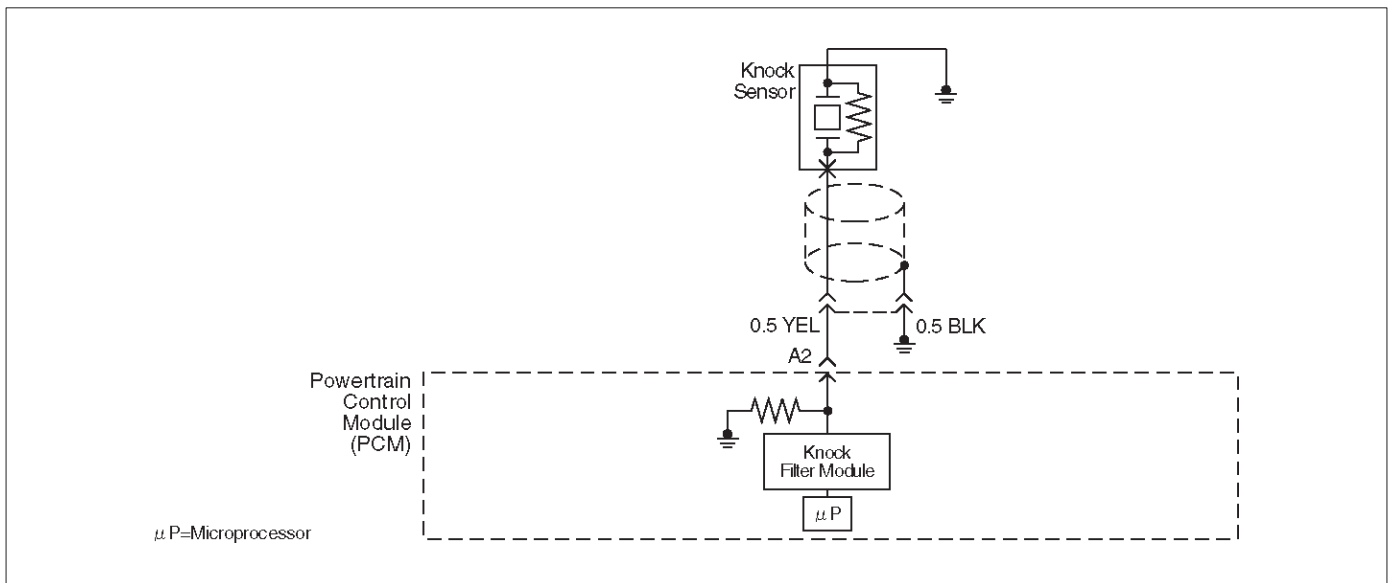 Knock
Sensor
0.5 YEL
0.5 BLK
A2
Powertrain
Control
Module
(PCM)
Knock
Filter Module
μ P
μ P=Microprocessor